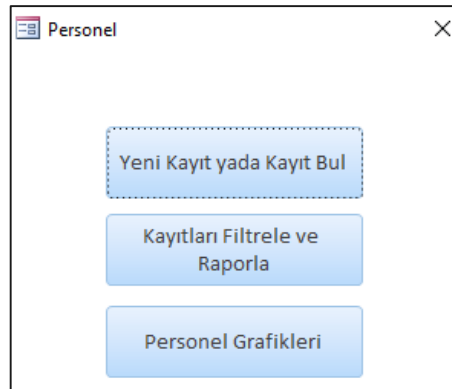 Personel
Yeni Kayıt yada Kayıt Bul
Kayıtları Filtrele ve
Raporla
Personel Grafikleri